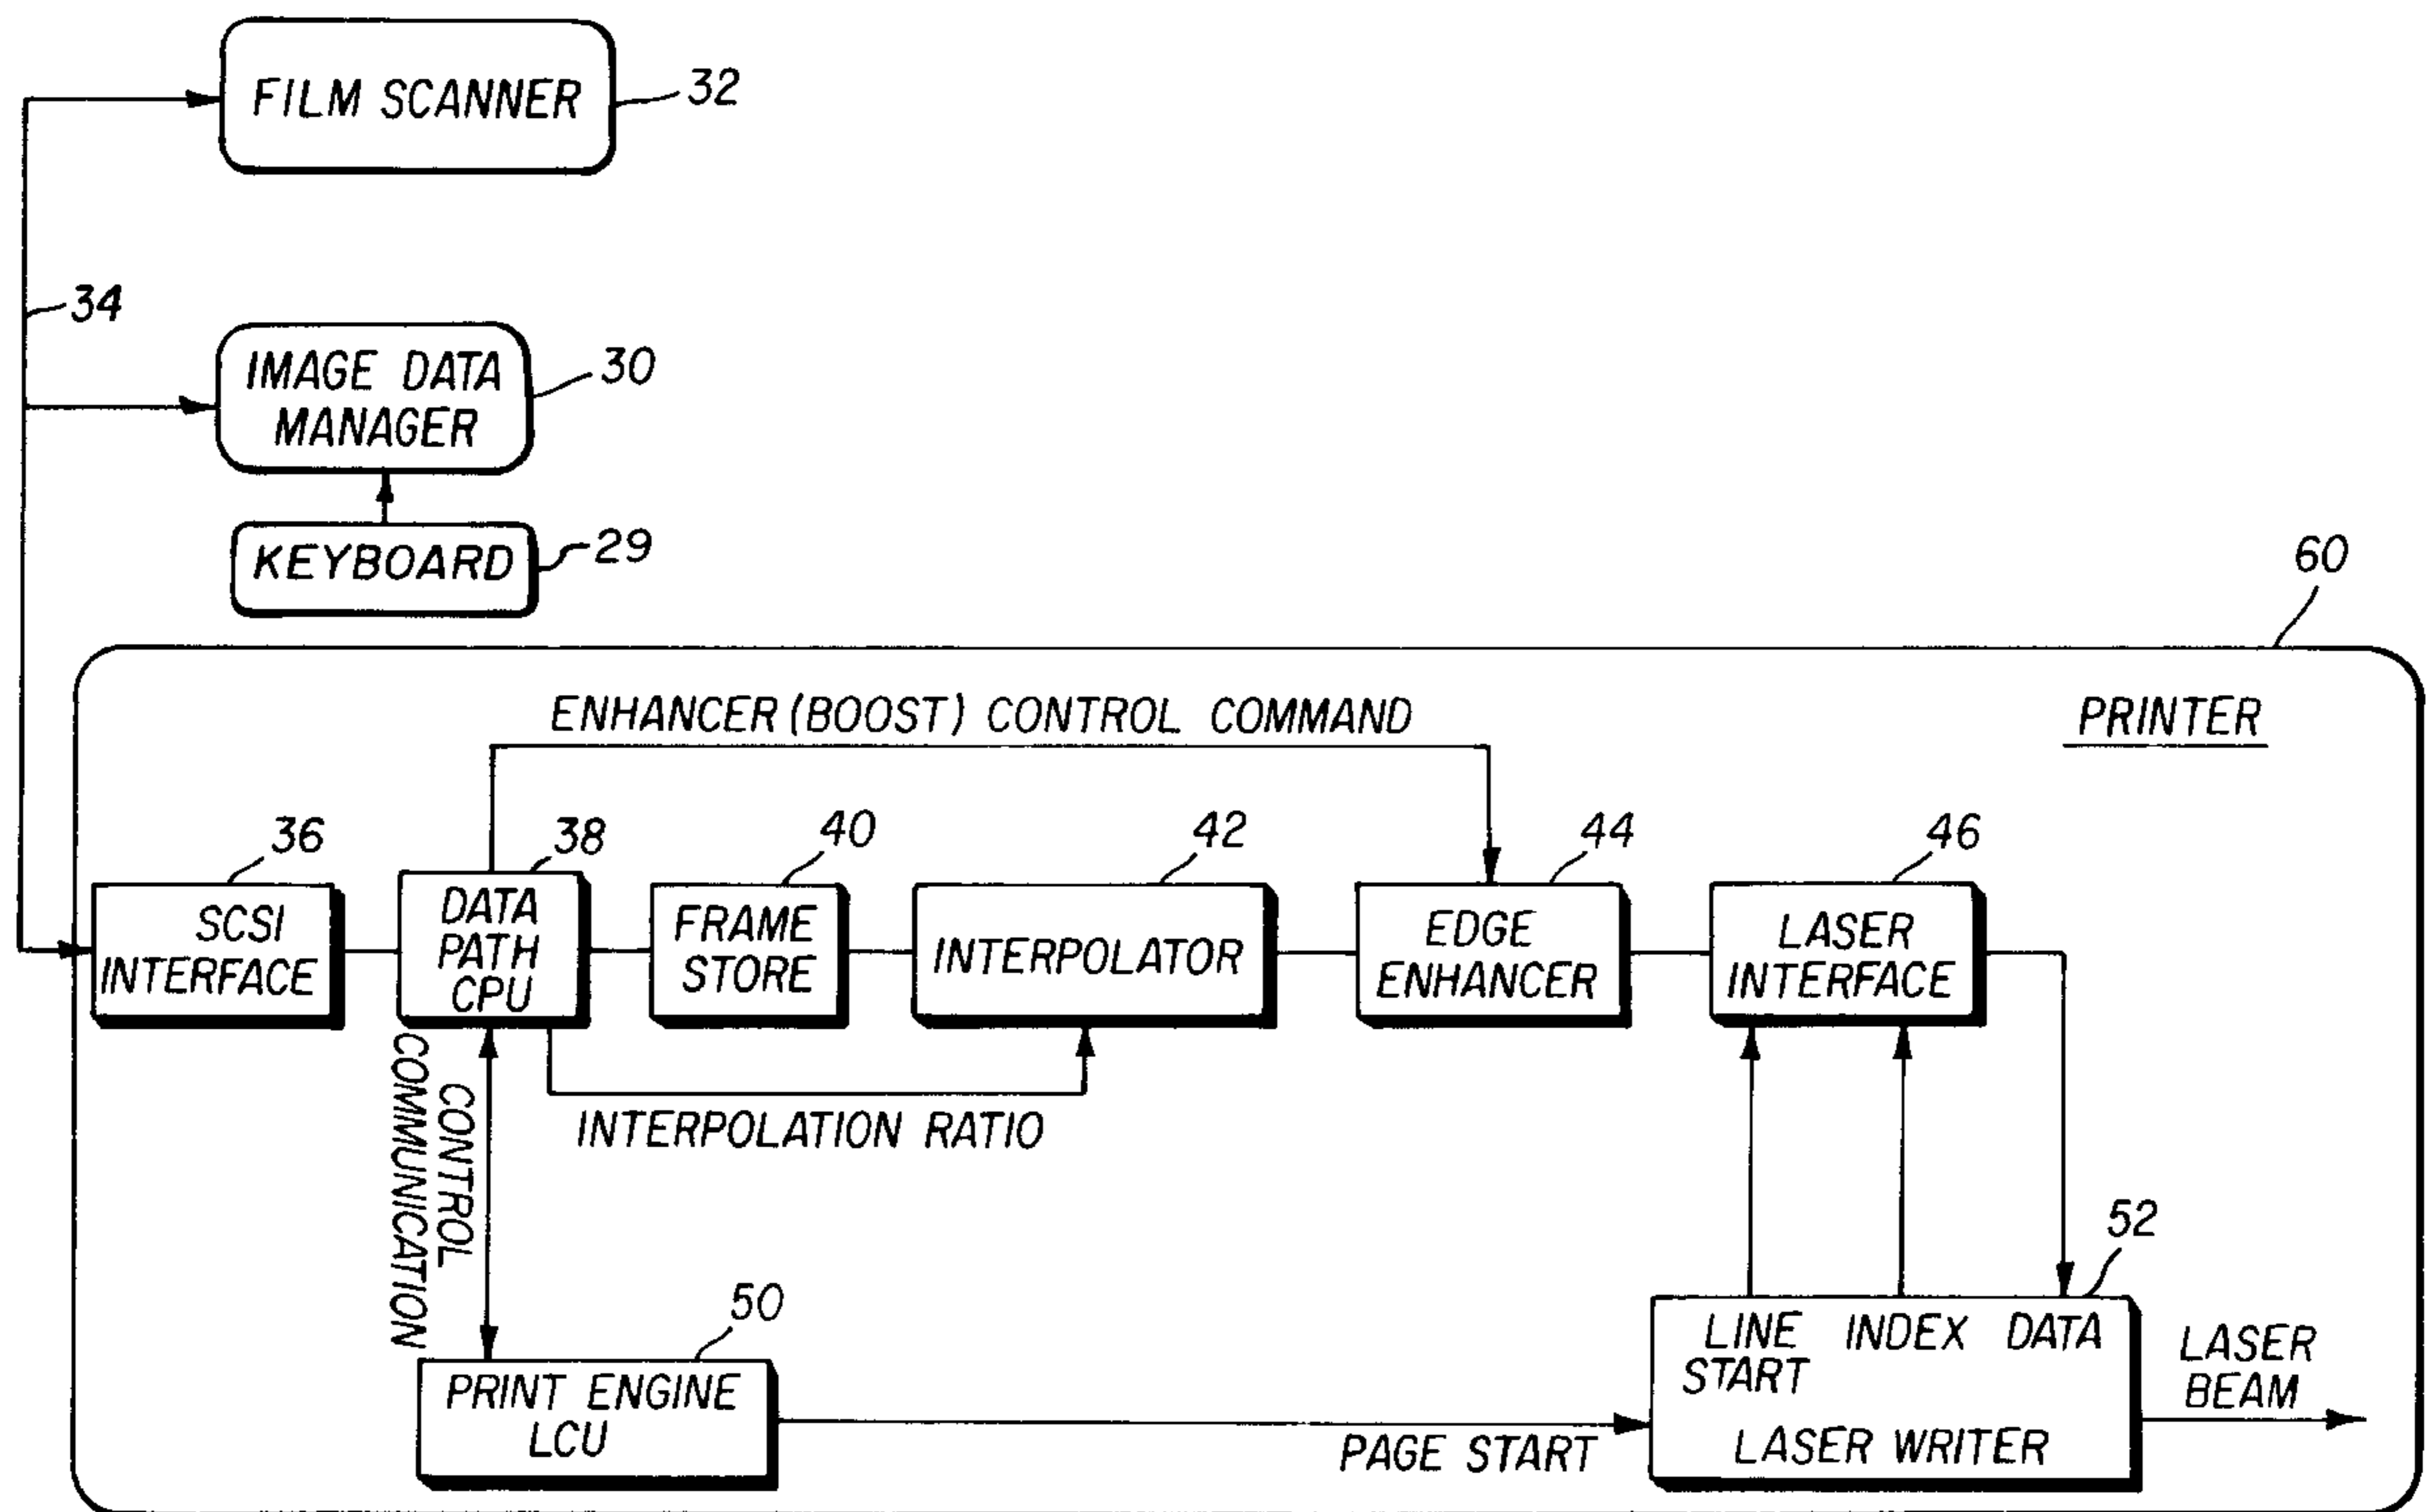 FILM SCANNER
32
34
IMAGE DATA
MANAGER
30
KEYBOARD
29
60
PRINTER
ENHANCER (BOOST) CONTROL COMMAND
36
38
40
42
44
46
SCSI
INTERFACE
DATA
PATH
CPU
FRAME
STORE
INTERPOLATOR
EDGE
ENHANCER
LASER
INTERFACE
CONTROL
COMMUNICATION
INTERPOLATION RATIO
50
52
PRINT ENGINE
LCU
PAGE START
LINE
START
INDEX
DATA
LASER WRITER
LASER
BEAM